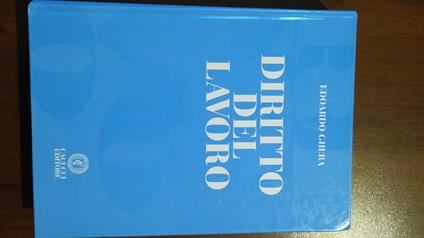 EDOARDO GHERA
DIRITTO
DEL
LAVORO
CACUCCI
EDITORE